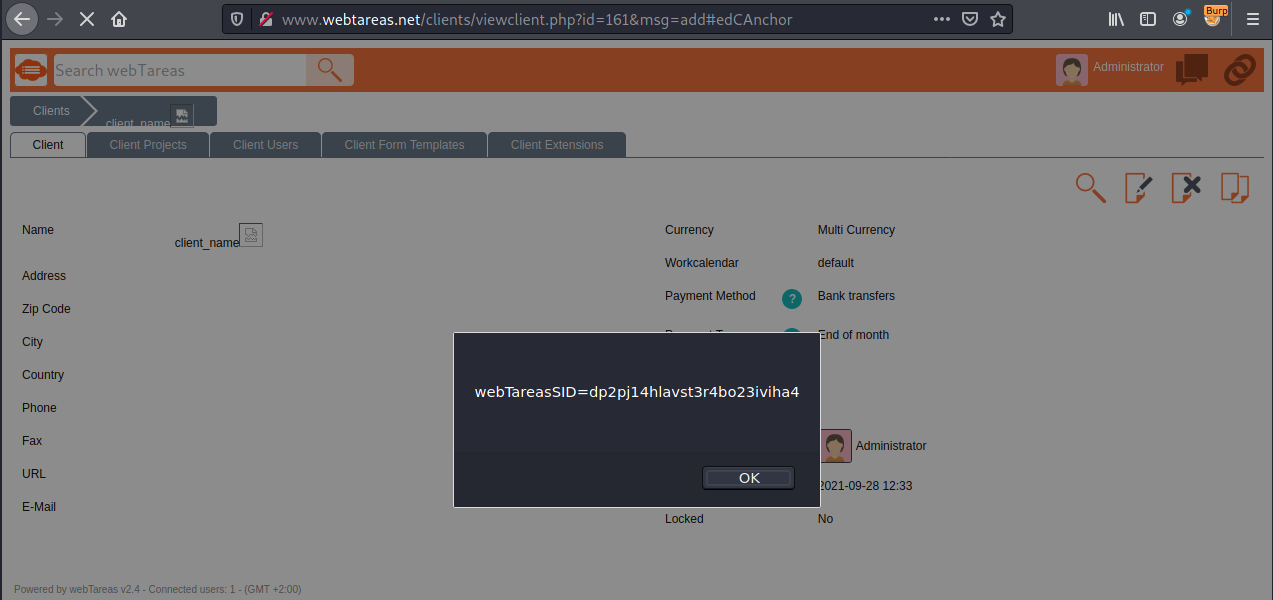 www.webtareas.net/clients/viewclient.php?id=161&msg=add#edCAnchor
Burp
Search webTareas
Administrator
Clients
client_name
Client
Client Projects
Client Users
Client Form Templates
Client Extensions
Name
client_name
Currency
Multi Currency
Address
Workcalendar
default
Zip Code
Payment Method
?
Bank transfers
City
End of month
Country
webTareasSID=dp2pj14hlavst3r4bo23iviha4
Phone
Fax
Administrator
URL
OK
2021-09-28 12:33
E-Mail
Locked
No
Powered by webTareas v2.4 - Connected users: 1 - (GMT +2:00)